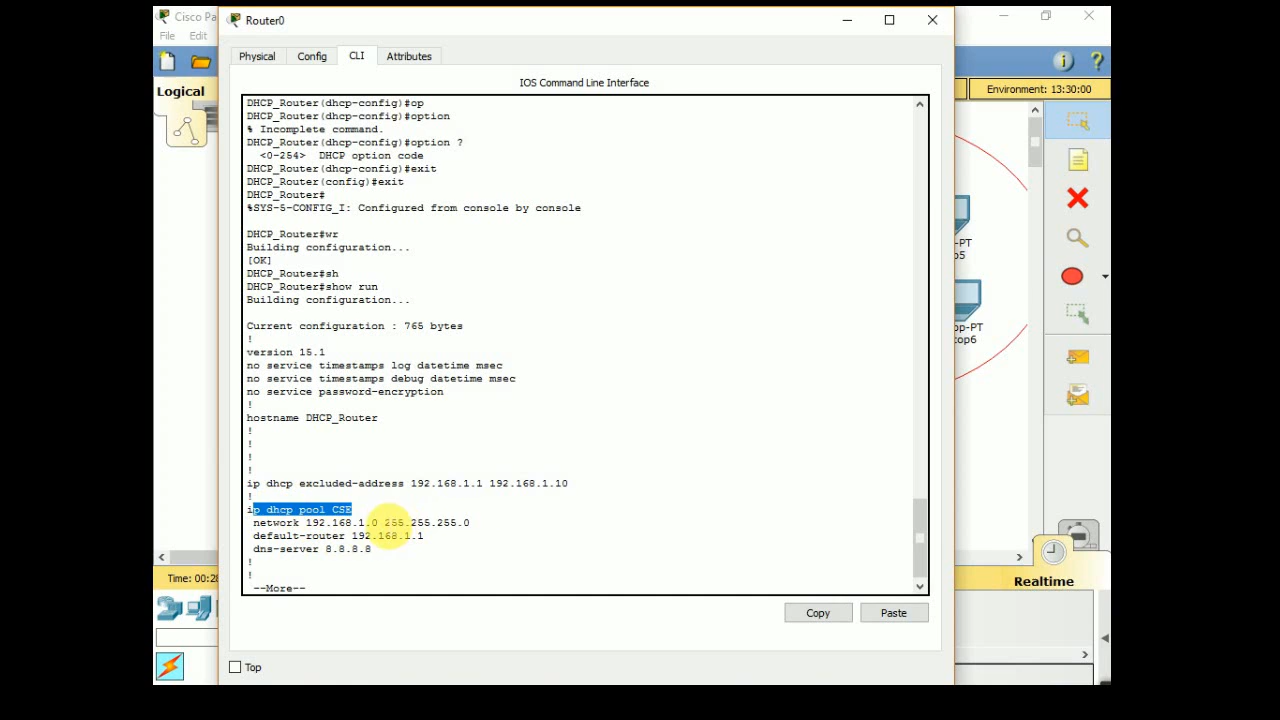 Cisco Pa
Router0
File Edit
Physical Config CLI Attributes
IOS Command Line Interface
Logical
Environment: 13:30:00
DHCP_Router(dhcp-config)#op
DHCP_Router(dhcp-config)#option
% Incomplete command.
DHCP_Router(dhcp-config)#option ?
<0-254> DHCP option code
DHCP_Router(dhcp-config)#exit
DHCP_Router(config)#exit
DHCP_Router#
%SYS-5-CONFIG_I: Configured from console by console
DHCP_Router#wr
Building configuration...
[OK]
DHCP_Router#sh
DHCP_Router#show run
Building configuration...
Current configuration : 765 bytes
!
version 15.1
no service timestamps log datetime msec
no service timestamps debug datetime msec
no service password-encryption
!
hostname DHCP_Router
!
!
!
!
ip dhcp excluded-address 192.168.1.1 192.168.1.10
!
ip dhcp pool CSE
network 192.168.1.0 255.255.255.0
default-router 192.168.1.1
dns-server 8.8.8.8
!
!
--More--
-PT
p5
op-PT
top6
Copy Paste
Top
Time: 00:28
Realtime